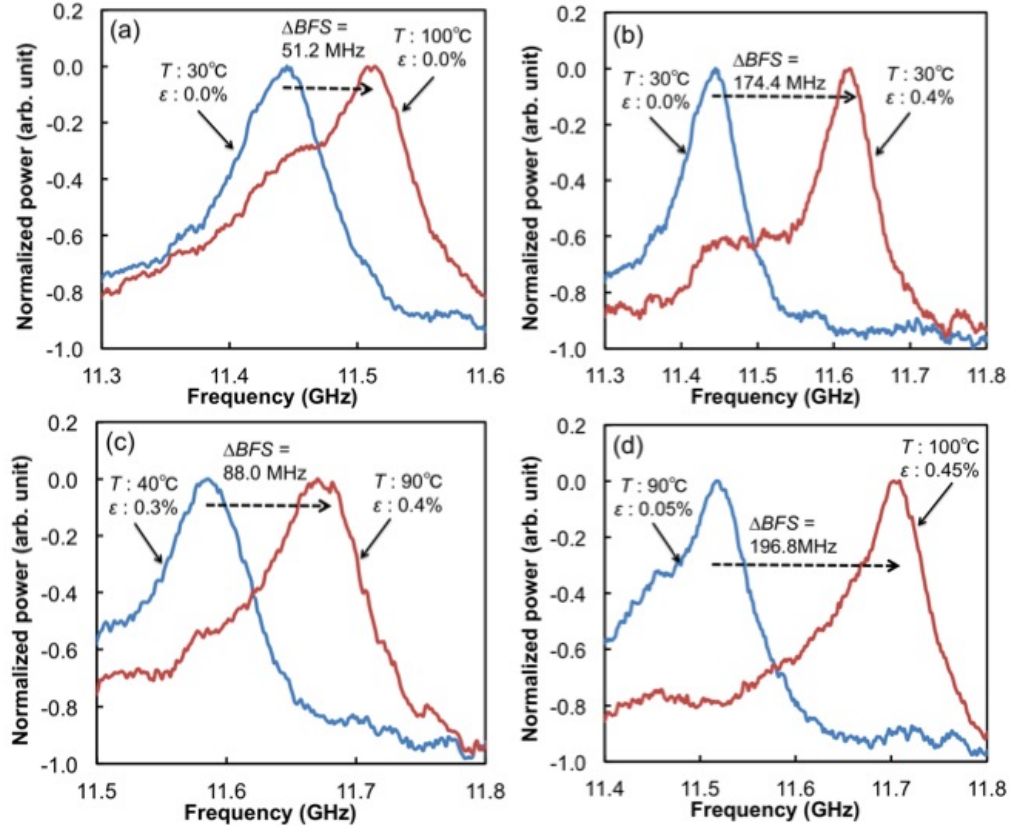 (a)
ΔBFS =
51.2 MHz
T : 30℃
ε : 0.0%
T : 100℃
ε : 0.0%
0.2
0.0
-0.2
-0.4
-0.6
-0.8
-1.0
Normalized power (arb. unit)
11.3
11.4
11.5
11.6
Frequency (GHz)
(b)
ΔBFS =
174.4 MHz
T : 30℃
ε : 0.0%
T : 30℃
ε : 0.4%
0.2
0.0
-0.2
-0.4
-0.6
-0.8
-1.0
Normalized power (arb. unit)
11.3
11.4
11.5
11.6
11.7
11.8
Frequency (GHz)
(c)
ΔBFS =
88.0 MHz
T : 40℃
ε : 0.3%
T : 90℃
ε : 0.4%
0.2
0.0
-0.2
-0.4
-0.6
-0.8
-1.0
Normalized power (arb. unit)
11.5
11.6
11.7
11.8
Frequency (GHz)
(d)
T : 100℃
ε : 0.45%
T : 90℃
ε : 0.05%
ΔBFS =
196.8MHz
0.2
0.0
-0.2
-0.4
-0.6
-0.8
-1.0
Normalized power (arb. unit)
11.4
11.5
11.6
11.7
11.8
Frequency (GHz)